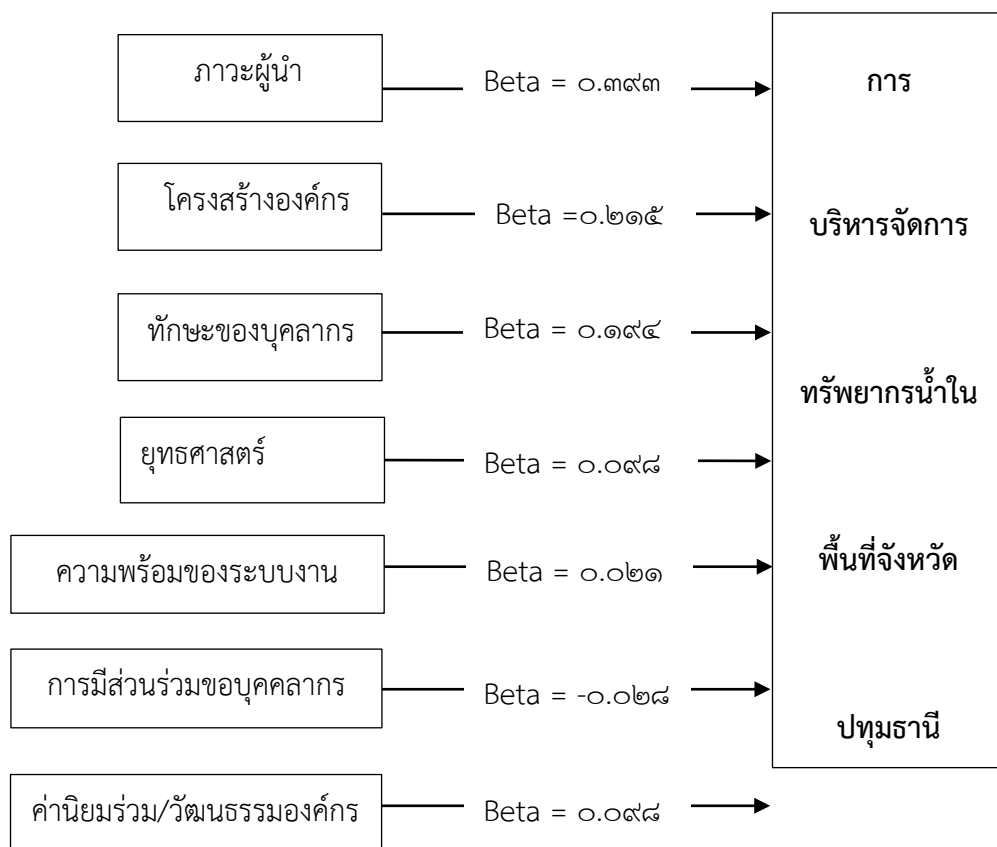 ภาวะผู้นำ
Beta = ๐.๓๙๓
การ
โครงสร้างองค์กร
Beta =๐.๒๑๕
บริหารจัดการ
ทักษะของบุคลากร
Beta = ๐.๑๙๔
ทรัพยากรน้ำใน
ยุทธศาสตร์
Beta = ๐.๐๙๘
ความพร้อมของระบบงาน
Beta = ๐.๐๒๑
พื้นที่จังหวัด
การมีส่วนร่วมขอบุคคลากร
Beta = -๐.๐๒๘
ปทุมธานี
ค่านิยมร่วม/วัฒนธรรมองค์กร
Beta = ๐.๐๙๘